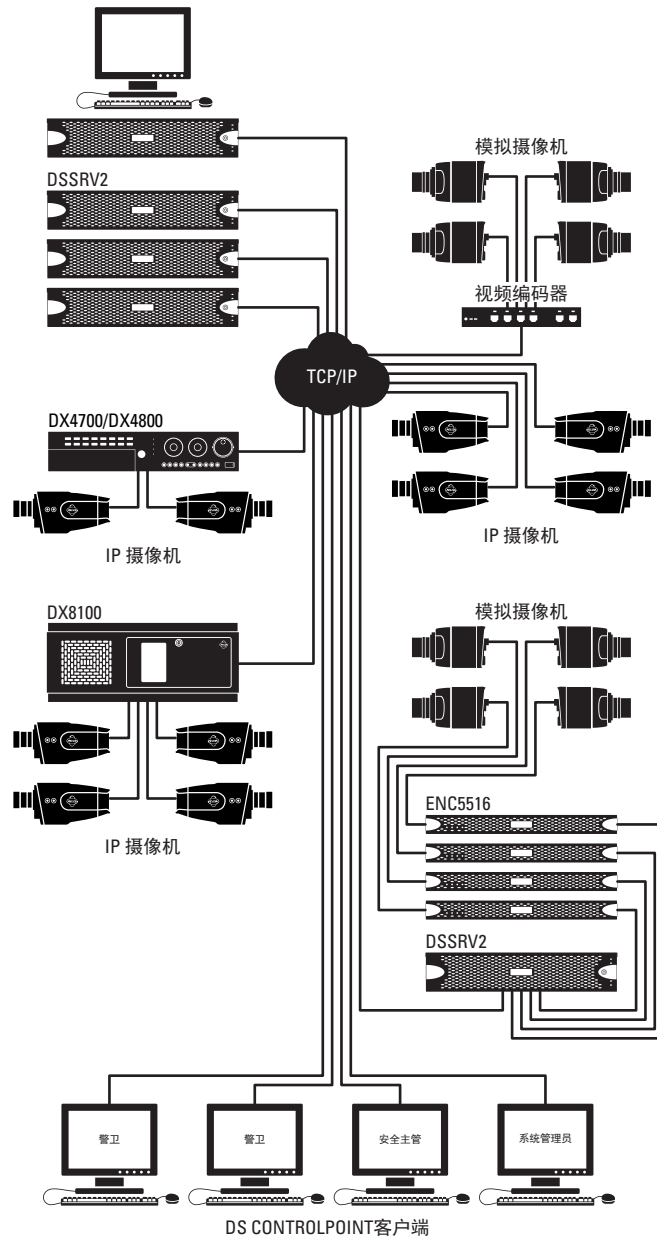 DSSRV2
模拟摄像机
视频编码器
TCP/IP
DX4700/DX4800
IP 摄像机
IP 摄像机
DX8100
模拟摄像机
IP 摄像机
ENC5516
DSSRV2
警卫
警卫
安全主管
系统管理员
DS CONTROLPOINT客户端